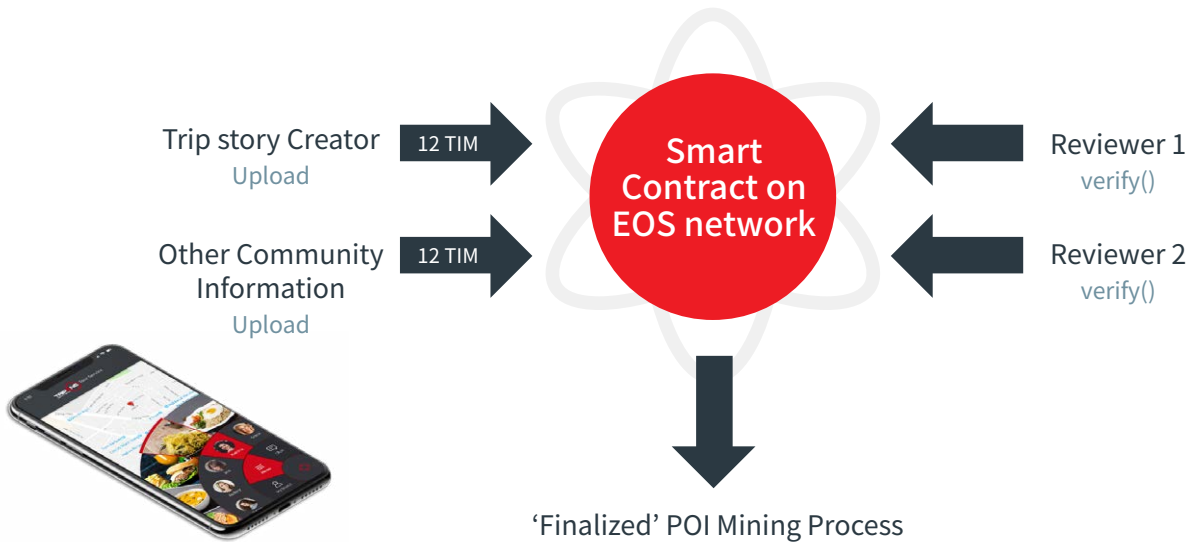 Trip story Creator
Upload
12 TIM
Other Community
Information
Upload
12 TIM
Smart
Contract on
EOS network
Reviewer 1
verify()
Reviewer 2
verify()
‘Finalized’ POI Mining Process